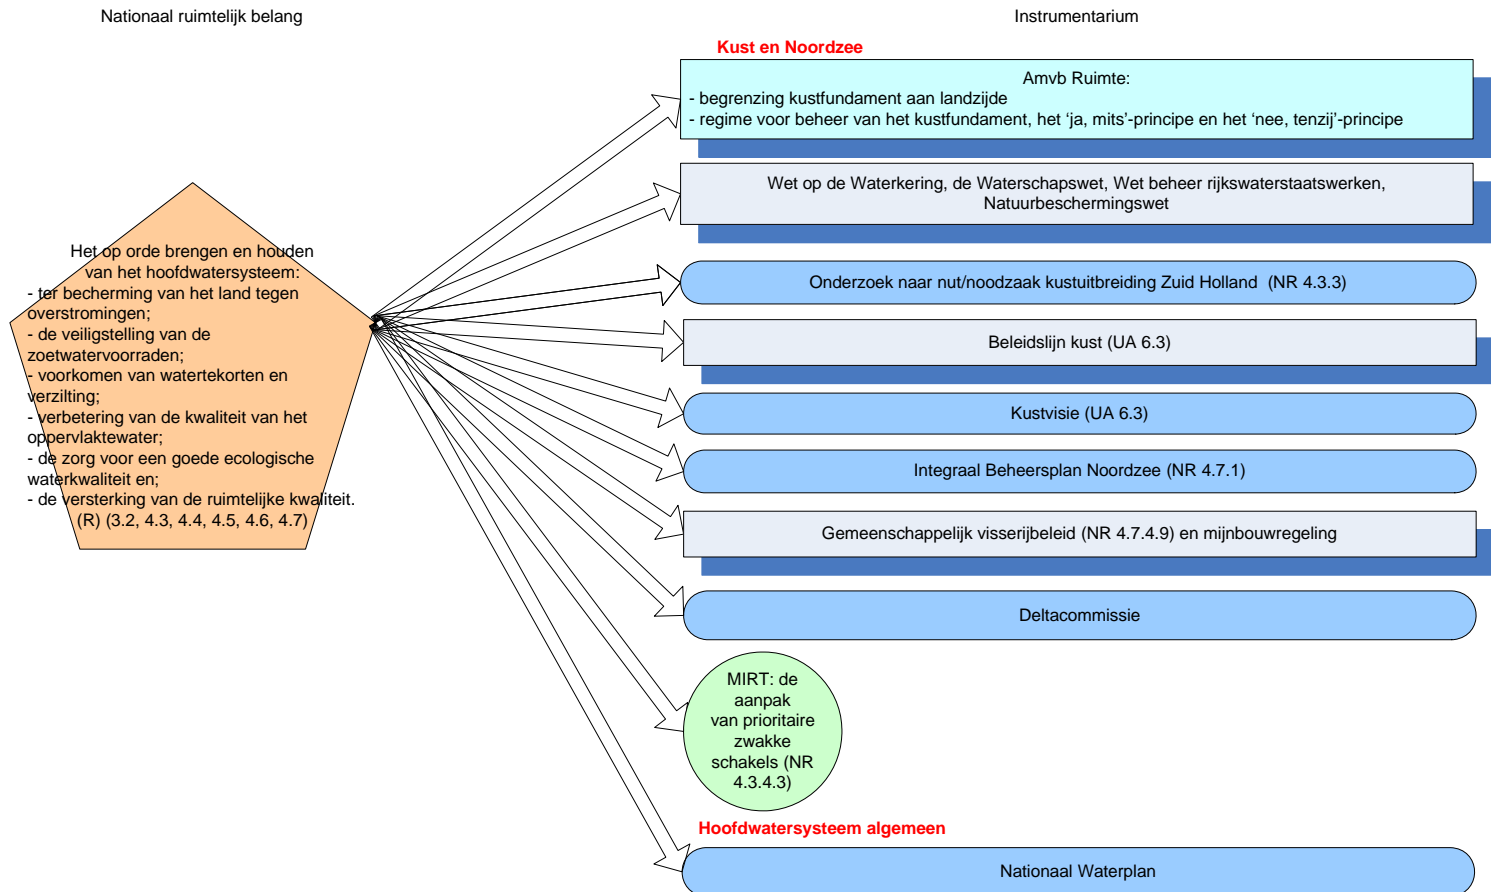 Nationaal ruimtelijk belang
Instrumentarium
Kust en Noordzee
Amvb Ruimte:
- begrenzing kustfundament aan landzijde
- regime voor beheer van het kustfundament, het ‘ja, mits’-principe en het ‘nee, tenzij’-principe
Wet op de Waterkering, de Waterschapswet, Wet beheer rijkswaterstaatswerken,
Natuurbeschermingswet
Het op orde brengen en houden
van het hoofdwatersysteem:
- ter becherming van het land tegen
overstromingen;
- de veiligstelling van de
zoetwatervoorraden;
- voorkomen van watertekorten en
verzilting;
- verbetering van de kwaliteit van het
oppervlaktewater;
- de zorg voor een goede ecologische
waterkwaliteit en;
- de versterking van de ruimtelijke kwaliteit.
(R) (3.2, 4.3, 4.4, 4.5, 4.6, 4.7)
Onderzoek naar nut/noodzaak kustuitbreiding Zuid Holland (NR 4.3.3)
Beleidslijn kust (UA 6.3)
Kustvisie (UA 6.3)
Integraal Beheersplan Noordzee (NR 4.7.1)
Gemeenschappelijk visserijbeleid (NR 4.7.4.9) en mijnbouwregeling
Deltacommissie
MIRT: de
aanpak
van prioritaire
zwakke
schakels (NR
4.3.4.3)
Hoofdwatersysteem algemeen
Nationaal Waterplan